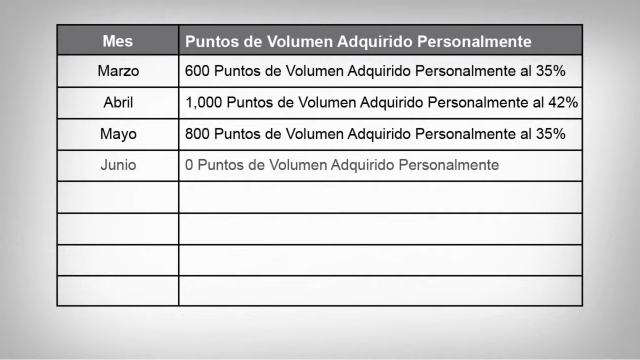 Mes Puntos de Volumen Adquirido Personalmente
Marzo 600 Puntos de Volumen Adquirido Personalmente al 35%
Abril 1,000 Puntos de Volumen Adquirido Personalmente al 42%
Mayo 800 Puntos de Volumen Adquirido Personalmente al 35%
Junio 0 Puntos de Volumen Adquirido Personalmente